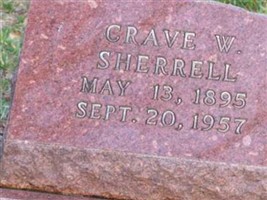 GRAVE W.
SHERRELL
MAY 13, 1895
SEPT. 20, 1957